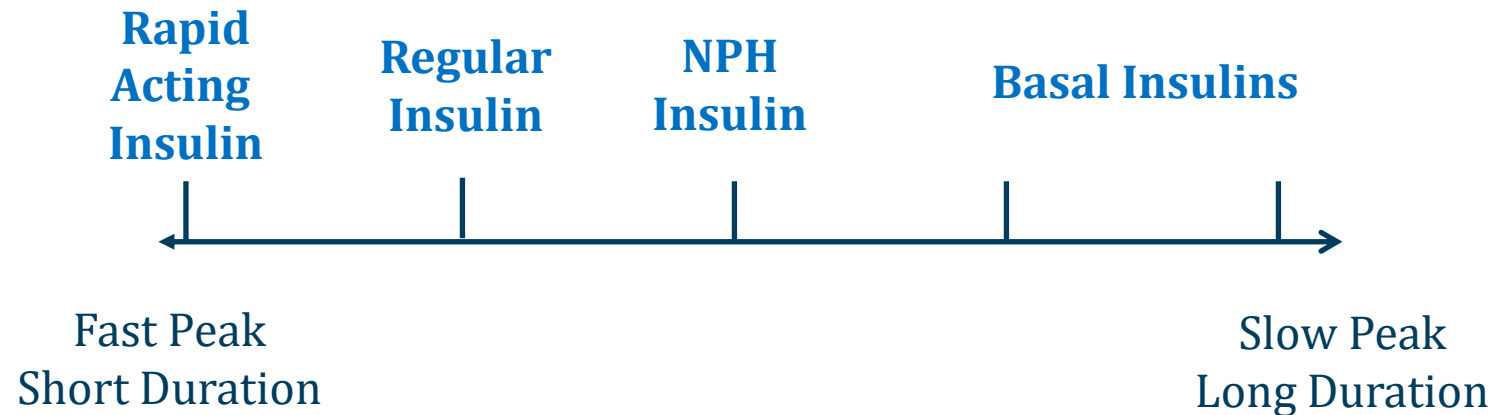 Rapid
Acting
Insulin
Regular
Insulin
NPH
Insulin
Basal Insulins
Fast Peak
Short Duration
Slow Peak
Long Duration